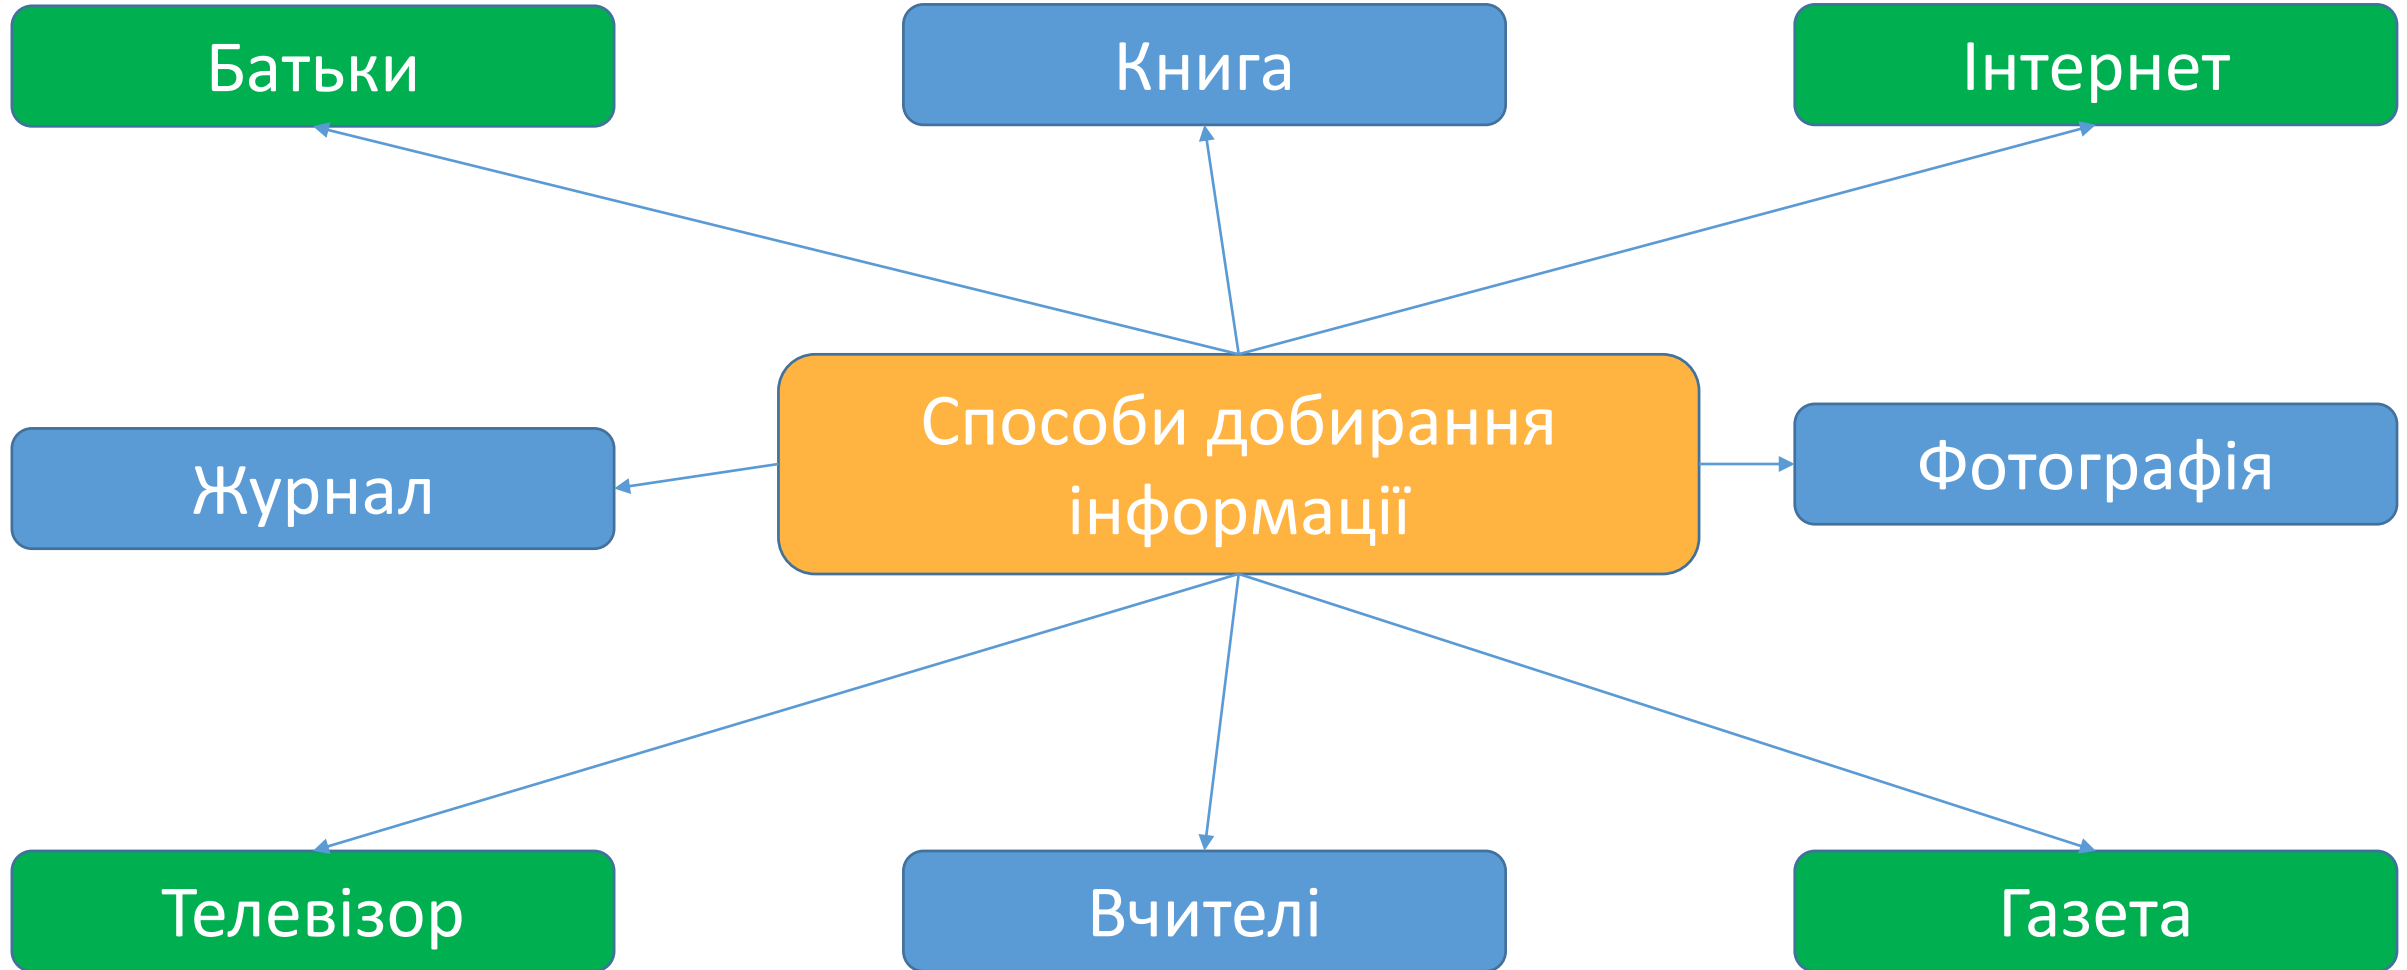 Батьки
Книга
Інтернет
Способи добирання
інформації
Журнал
Фотографія
Телевізор
Вчителі
Газета